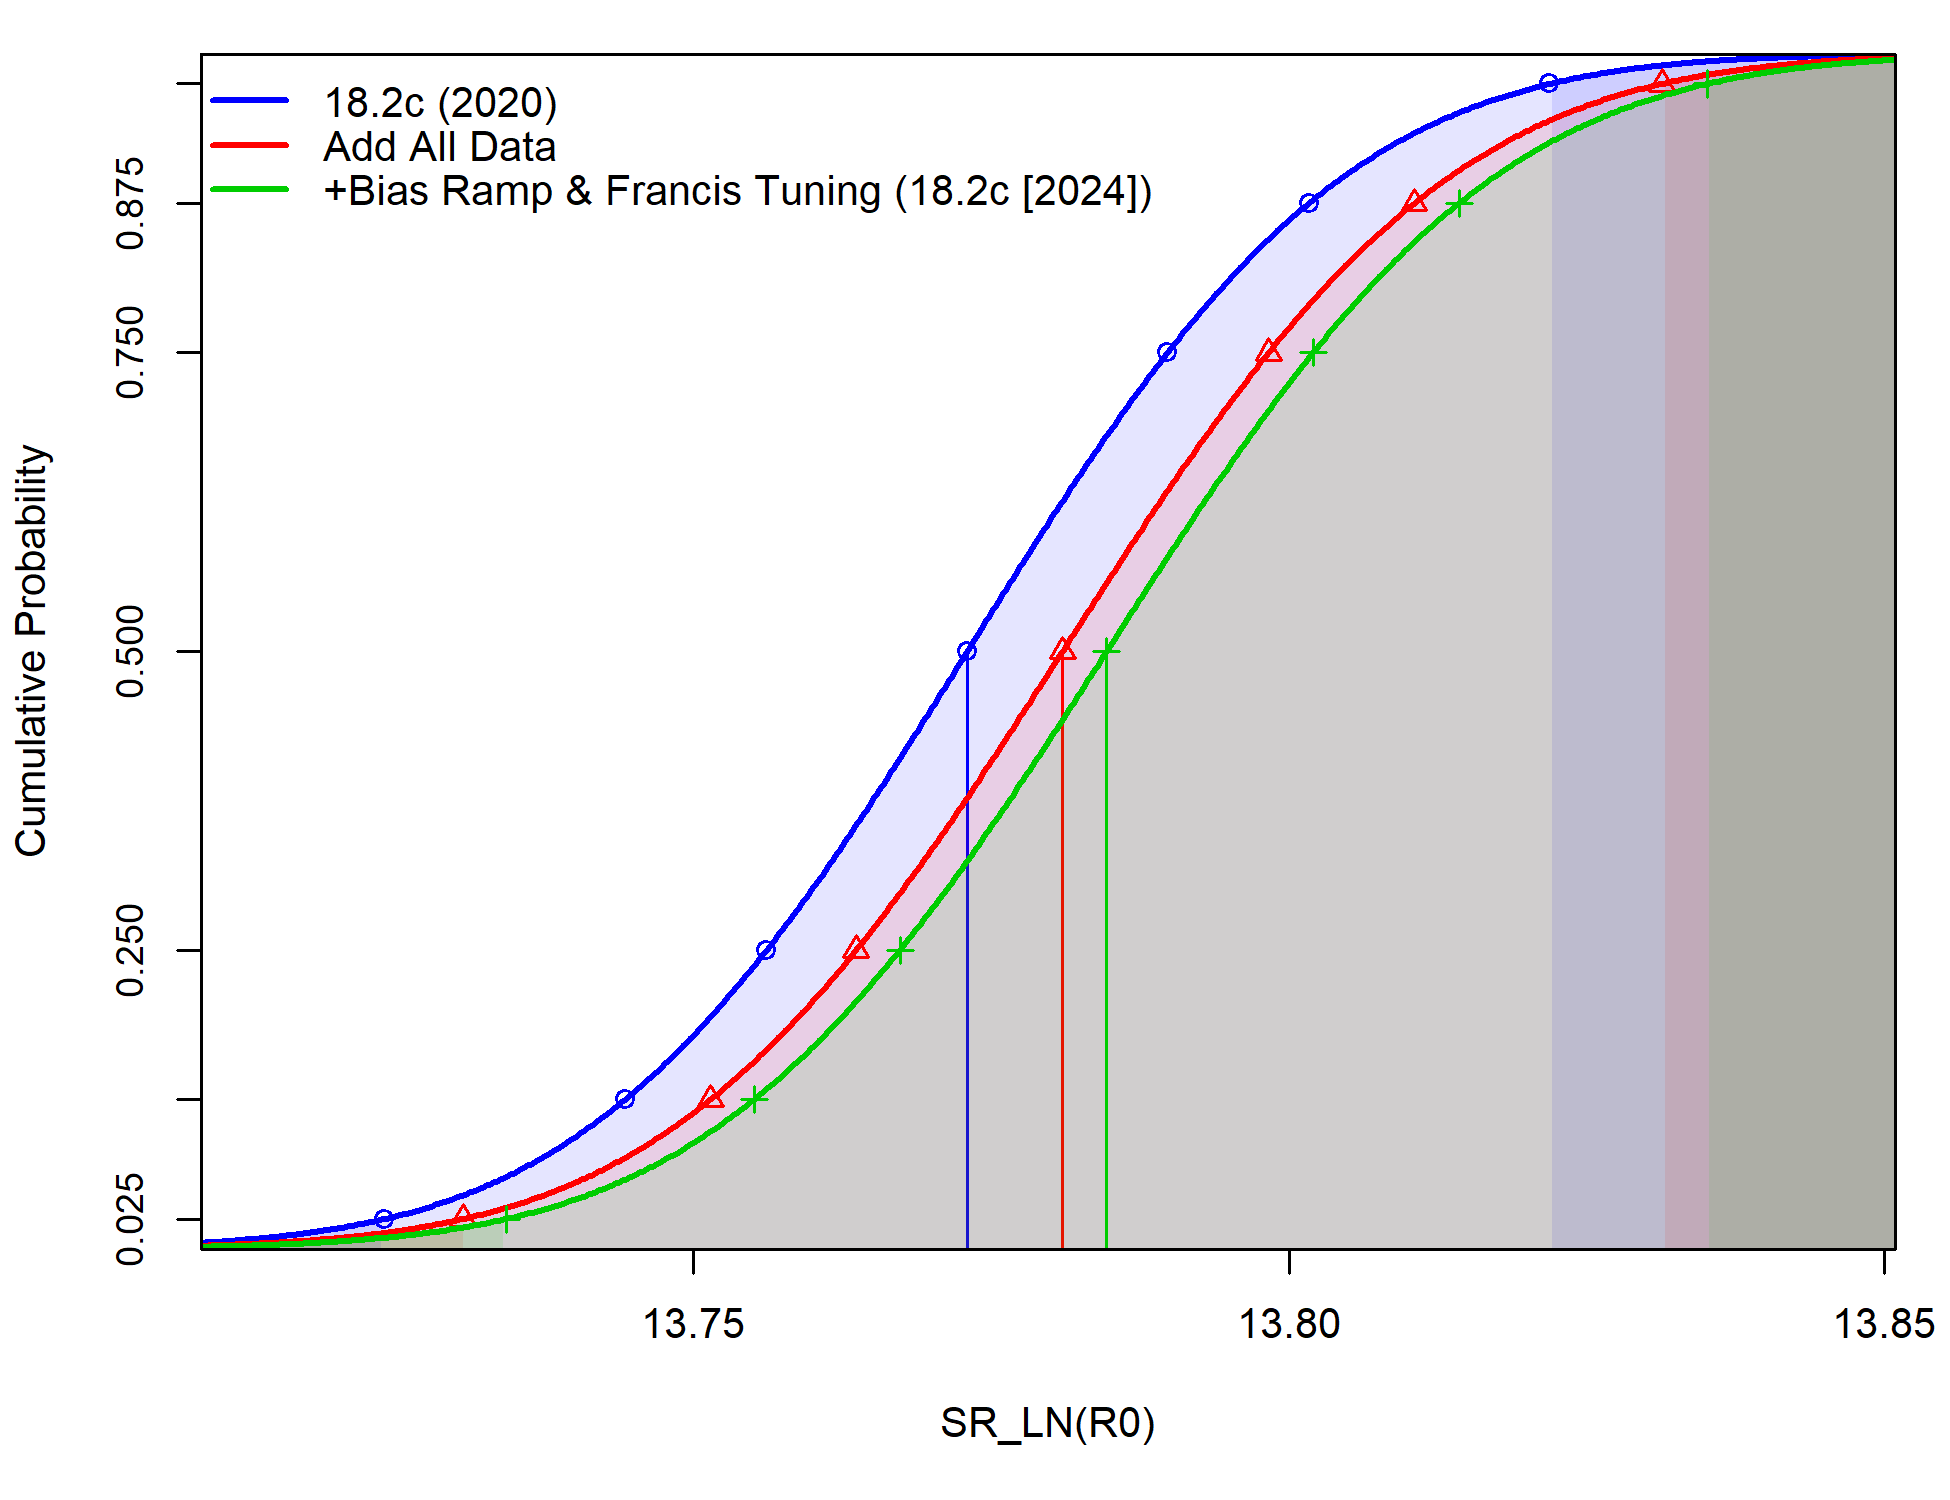 18.2c (2020)
Add All Data
+Bias Ramp & Francis Tuning (18.2c [2024])
Cumulative Probability
0.875
0.750
0.500
0.250
0.025
13.75 13.80 13.85
SR_LN(R0)